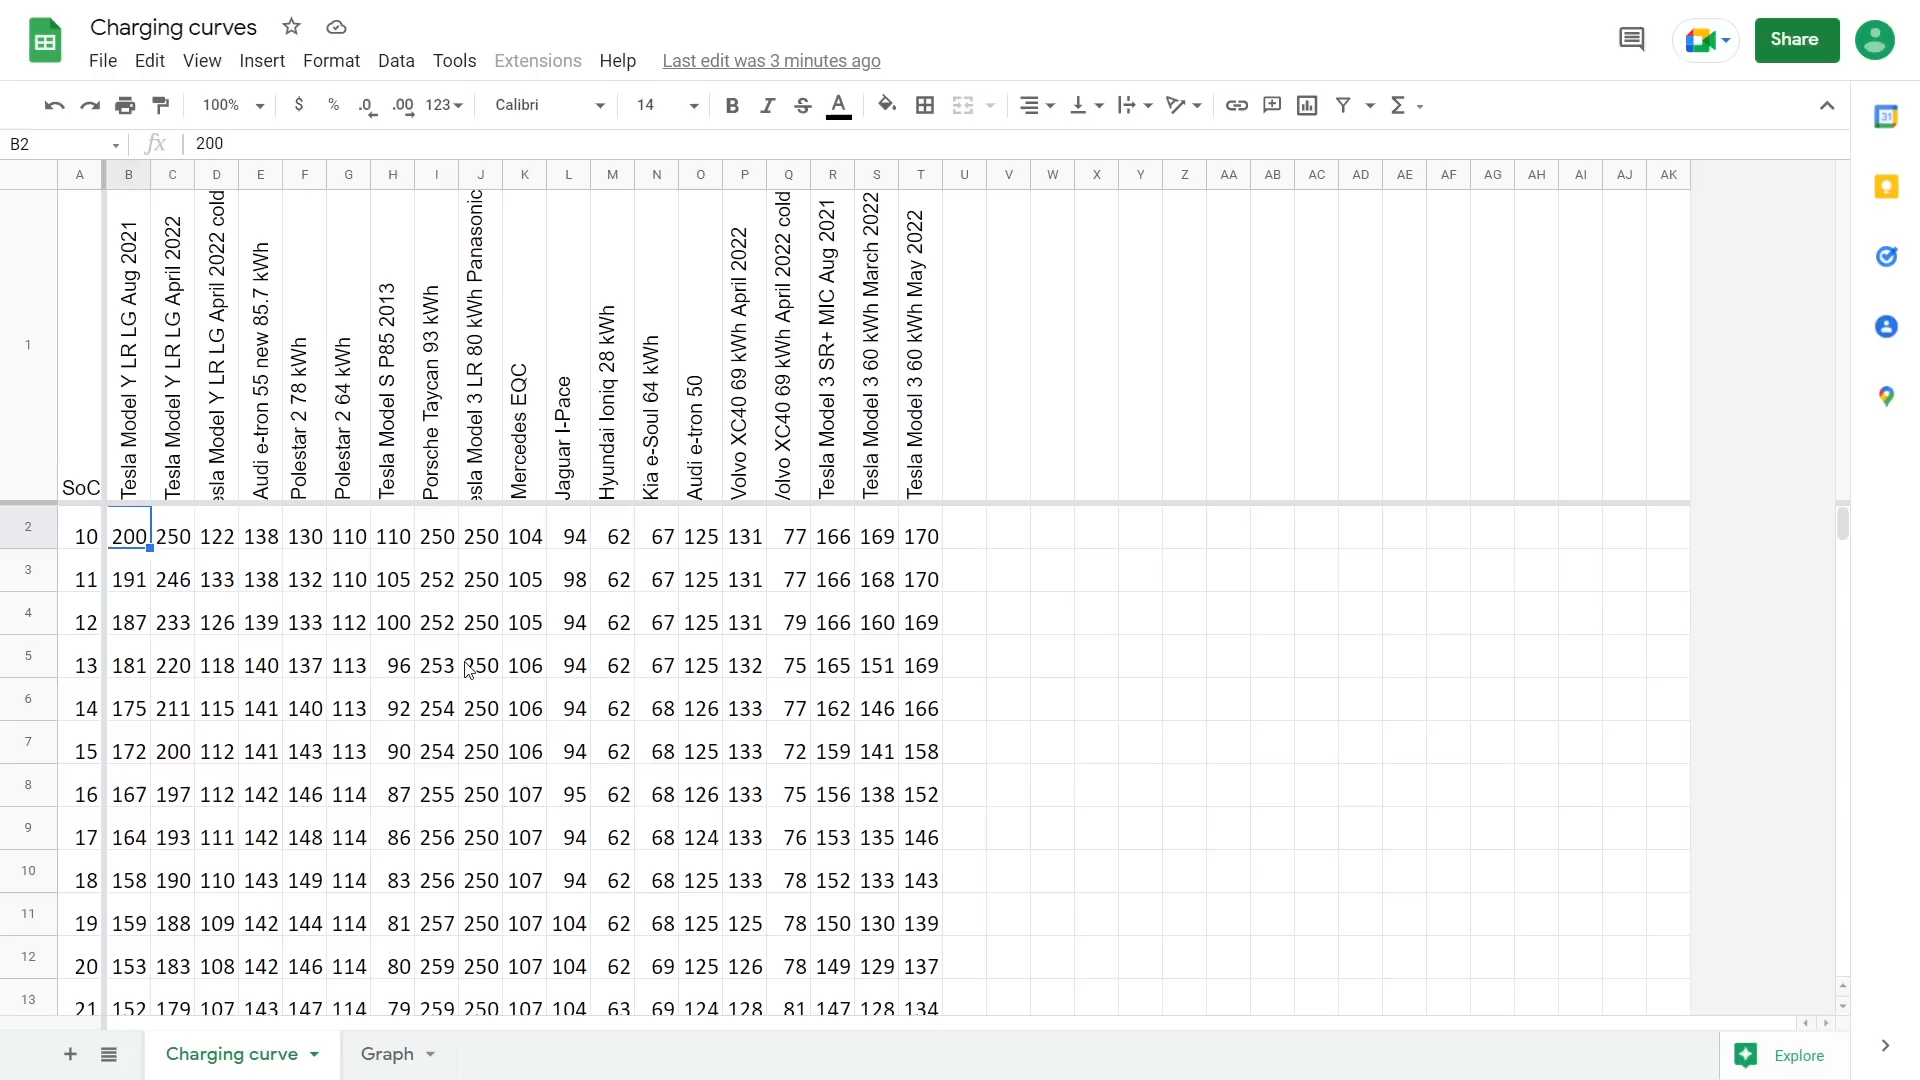 Charging curves
File Edit View Insert Format Data Tools Extensions Help Last edit was 3 minutes ago
Share
100% $ % .0 .00 123 Calibri 14 B I S A Σ
B2 fx 200
A B C D E F G H I J K L M N O P Q R S T U V W X Y Z AA AB AC AD AE AF AG AH AI AJ AK
1
SoC
Tesla Model Y LR LG Aug 2021
Tesla Model Y LR LG April 2022
esla Model Y LR LG April 2022 cold
Audi e-tron 55 new 85.7 kWh
Polestar 2 78 kWh
Polestar 2 64 kWh
Tesla Model S P85 2013
Porsche Taycan 93 kWh
esla Model 3 LR 80 kWh Panasonic
Mercedes EQC
Jaguar I-Pace
Hyundai Ioniq 28 kWh
Kia e-Soul 64 kWh
Audi e-tron 50
Volvo XC40 69 kWh April 2022
olvo XC40 69 kWh April 2022 cold
Tesla Model 3 SR+ MIC Aug 2021
Tesla Model 3 60 kWh March 2022
Tesla Model 3 60 kWh May 2022
2 10 200 250 122 138 130 110 110 250 250 104 94 62 67 125 131 77 166 169 170
3 11 191 246 133 138 132 110 105 252 250 105 98 62 67 125 131 77 166 168 170
4 12 187 233 126 139 133 112 100 252 250 105 94 62 67 125 131 79 166 160 169
5 13 181 220 118 140 137 113 96 253 250 106 94 62 67 125 132 75 165 151 169
6 14 175 211 115 141 140 113 92 254 250 106 94 62 68 126 133 77 162 146 166
7 15 172 200 112 141 143 113 90 254 250 106 94 62 68 125 133 72 159 141 158
8 16 167 197 112 142 146 114 87 255 250 107 95 62 68 126 133 75 156 138 152
9 17 164 193 111 142 148 114 86 256 250 107 94 62 68 124 133 76 153 135 146
10 18 158 190 110 143 149 114 83 256 250 107 94 62 68 125 133 78 152 133 143
11 19 159 188 109 142 144 114 81 257 250 107 104 62 68 125 125 78 150 130 139
12 20 153 183 108 142 146 114 80 259 250 107 104 62 69 125 126 78 149 129 137
13 21 152 179 107 143 147 114 79 259 250 107 104 63 69 124 128 81 147 128 134
Charging curve Graph
Explore
31